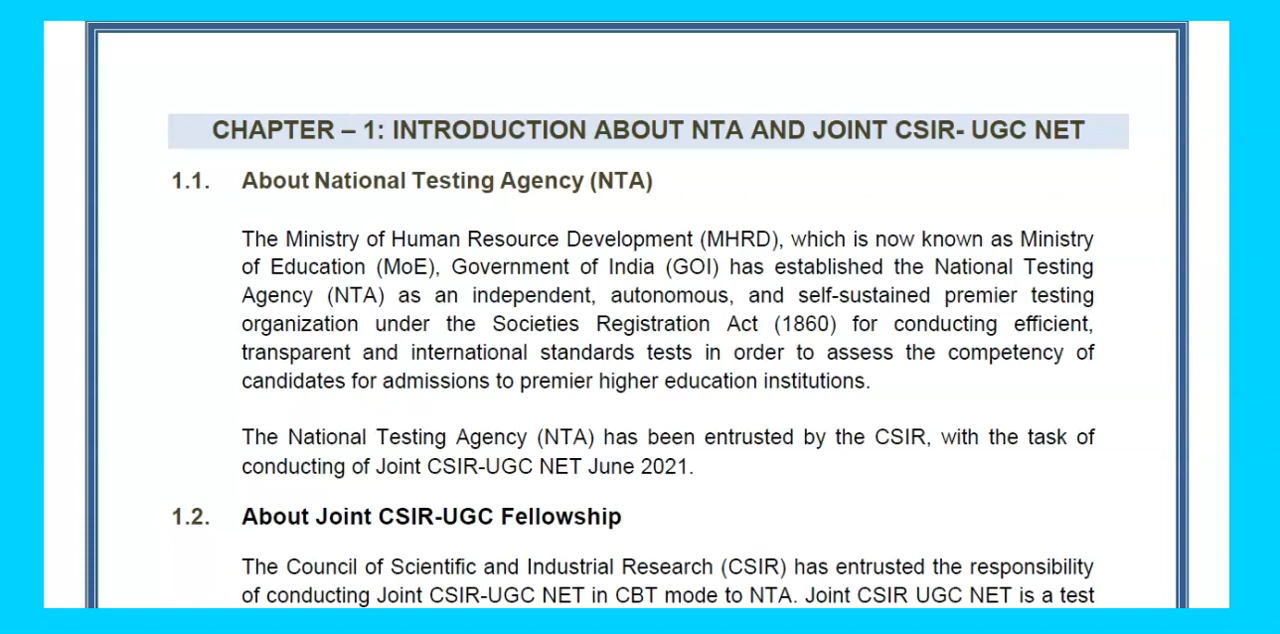 CHAPTER – 1: INTRODUCTION ABOUT NTA AND JOINT CSIR- UGC NET
1.1. About National Testing Agency (NTA)
The Ministry of Human Resource Development (MHRD), which is now known as Ministry
of Education (MoE), Government of India (GOI) has established the National Testing
Agency (NTA) as an independent, autonomous, and self-sustained premier testing
organization under the Societies Registration Act (1860) for conducting efficient,
transparent and international standards tests in order to assess the competency of
candidates for admissions to premier higher education institutions.
The National Testing Agency (NTA) has been entrusted by the CSIR, with the task of
conducting of Joint CSIR-UGC NET June 2021.
1.2. About Joint CSIR-UGC Fellowship
The Council of Scientific and Industrial Research (CSIR) has entrusted the responsibility
of conducting Joint CSIR-UGC NET in CBT mode to NTA. Joint CSIR UGC NET is a test